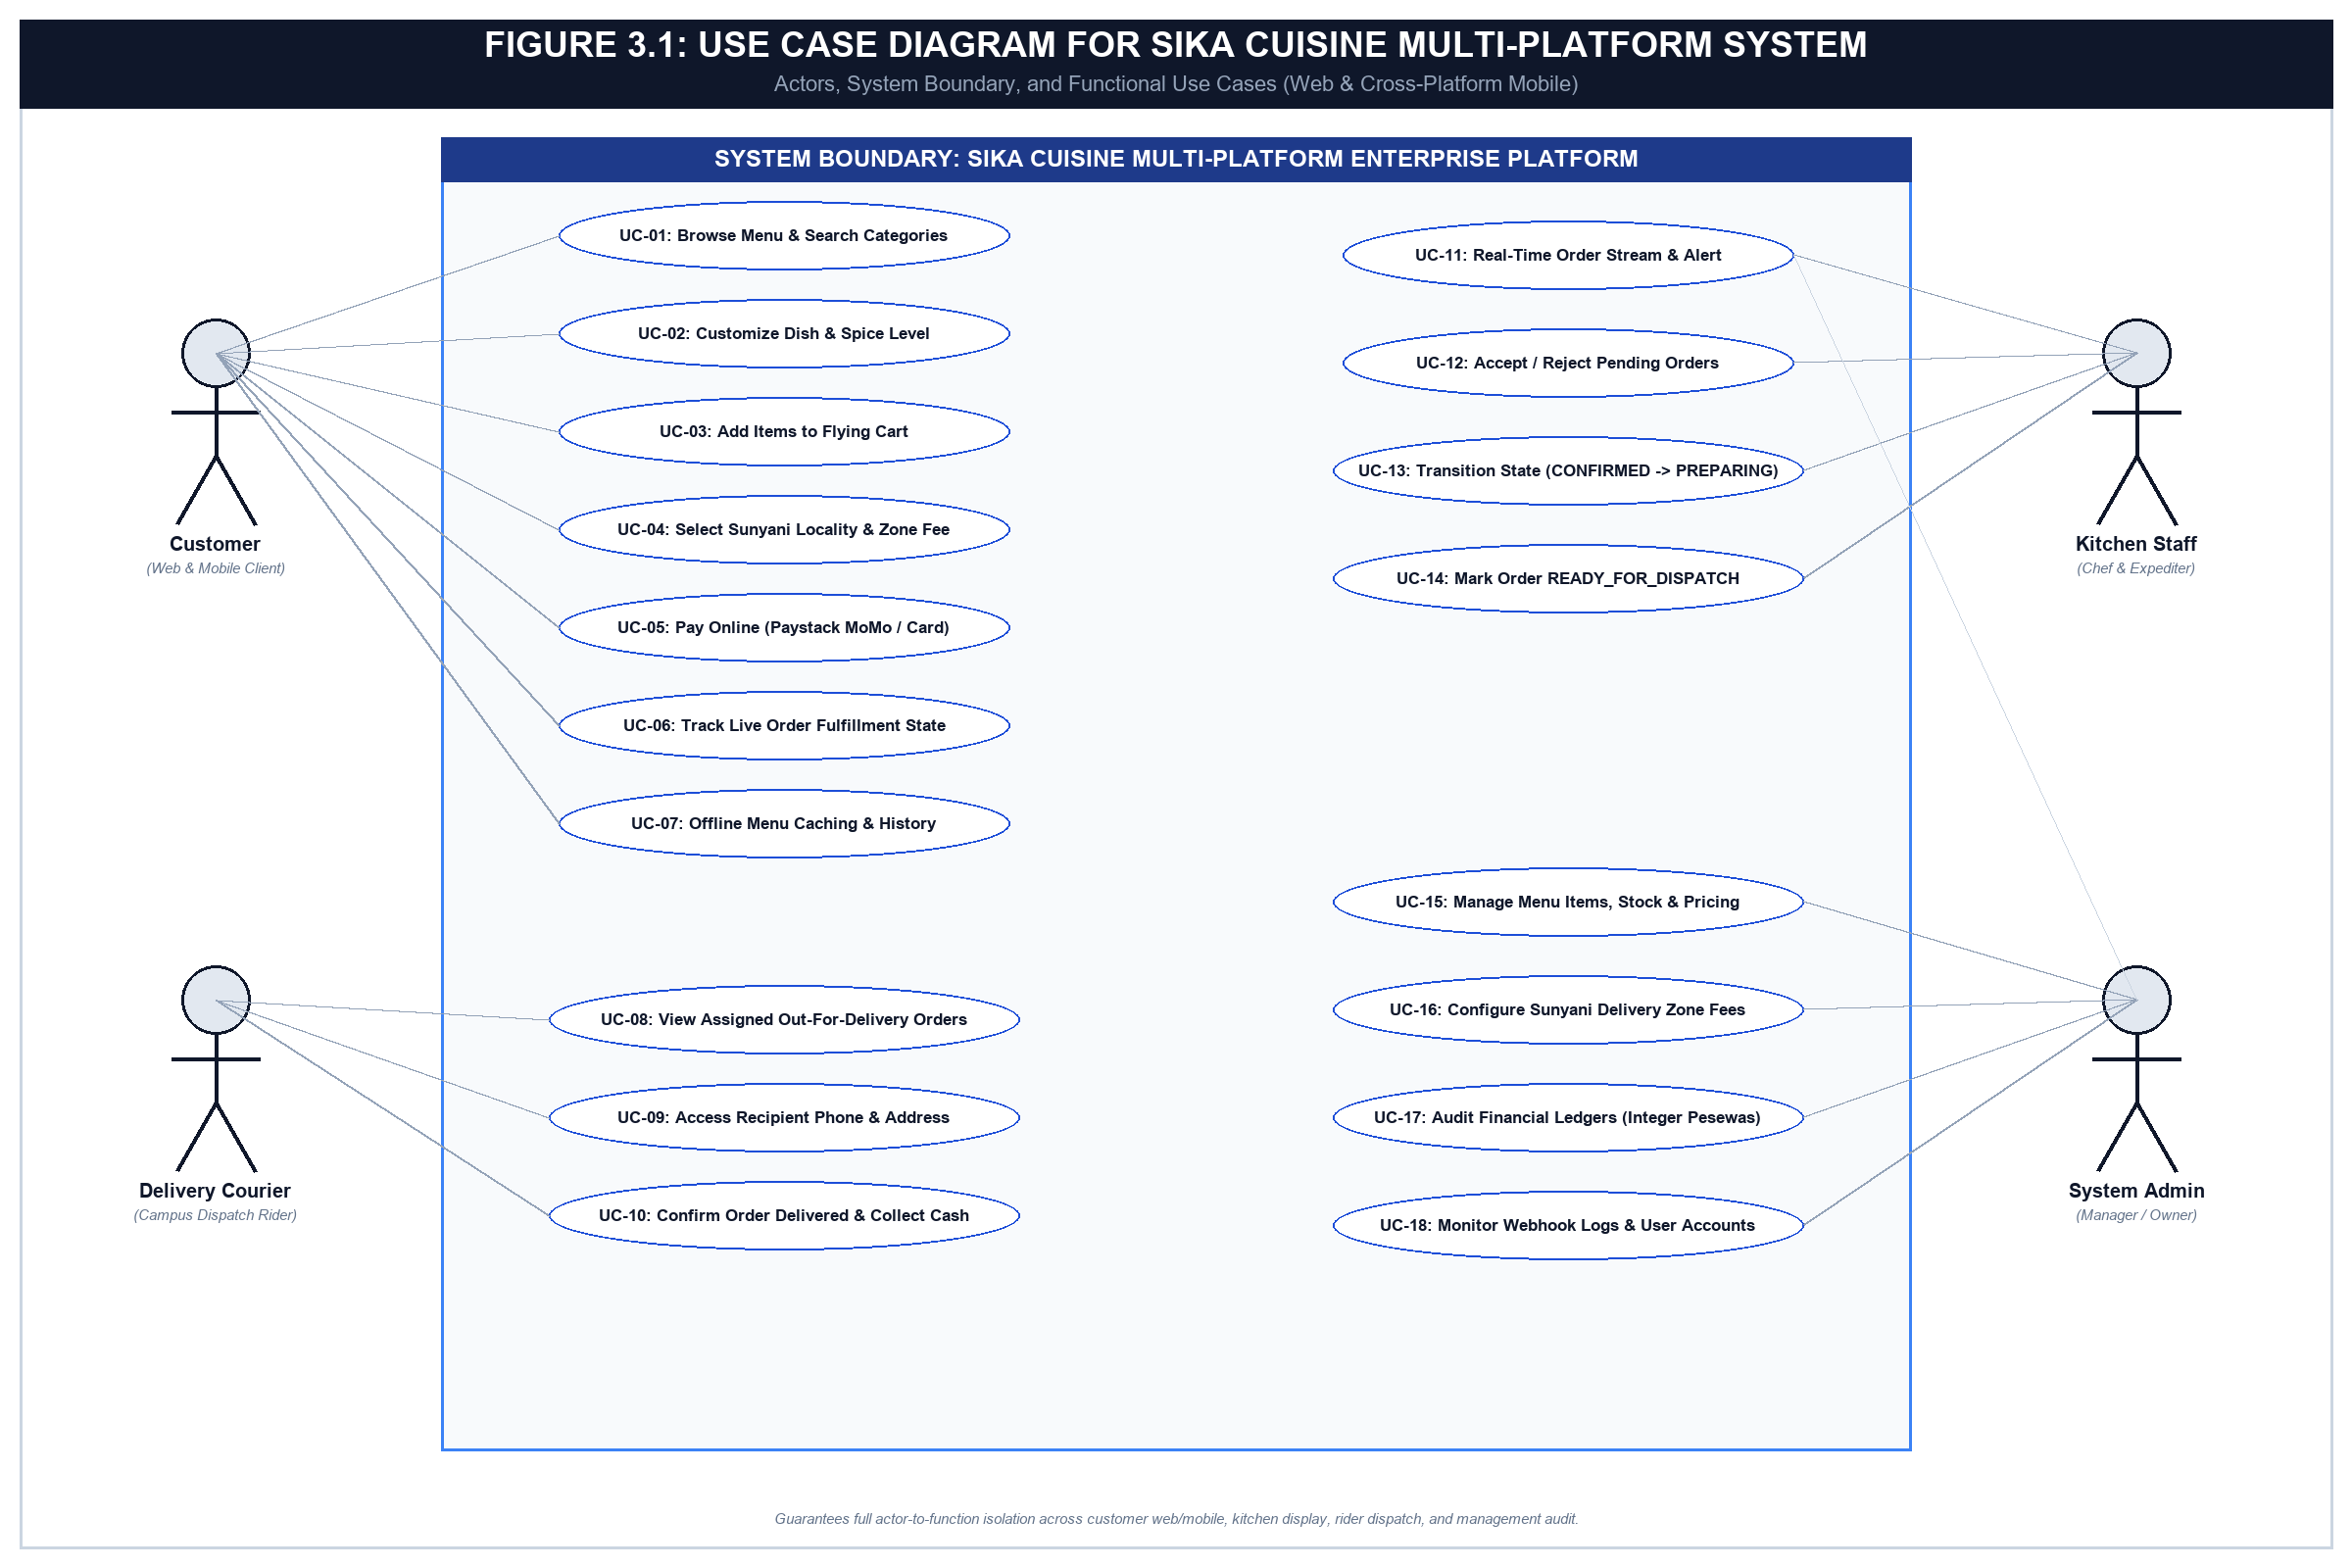 FIGURE 3.1: USE CASE DIAGRAM FOR SIKA CUISINE MULTI-PLATFORM SYSTEM
Actors, System Boundary, and Functional Use Cases (Web & Cross-Platform Mobile)
SYSTEM BOUNDARY: SIKA CUISINE MULTI-PLATFORM ENTERPRISE PLATFORM
Customer
(Web & Mobile Client)
UC-01: Browse Menu & Search Categories
UC-02: Customize Dish & Spice Level
UC-03: Add Items to Flying Cart
UC-04: Select Sunyani Locality & Zone Fee
UC-05: Pay Online (Paystack MoMo / Card)
UC-06: Track Live Order Fulfillment State
UC-07: Offline Menu Caching & History
Delivery Courier
(Campus Dispatch Rider)
UC-08: View Assigned Out-For-Delivery Orders
UC-09: Access Recipient Phone & Address
UC-10: Confirm Order Delivered & Collect Cash
UC-11: Real-Time Order Stream & Alert
UC-12: Accept / Reject Pending Orders
UC-13: Transition State (CONFIRMED -> PREPARING)
UC-14: Mark Order READY_FOR_DISPATCH
Kitchen Staff
(Chef & Expediter)
UC-15: Manage Menu Items, Stock & Pricing
UC-16: Configure Sunyani Delivery Zone Fees
UC-17: Audit Financial Ledgers (Integer Pesewas)
UC-18: Monitor Webhook Logs & User Accounts
System Admin
(Manager / Owner)
Guarantees full actor-to-function isolation across customer web/mobile, kitchen display, rider dispatch, and management audit.